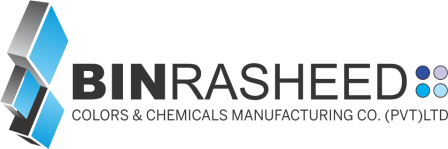 BINRASHEED
COLORS & CHEMICALS MANUFACTURING CO. (PVT)LTD